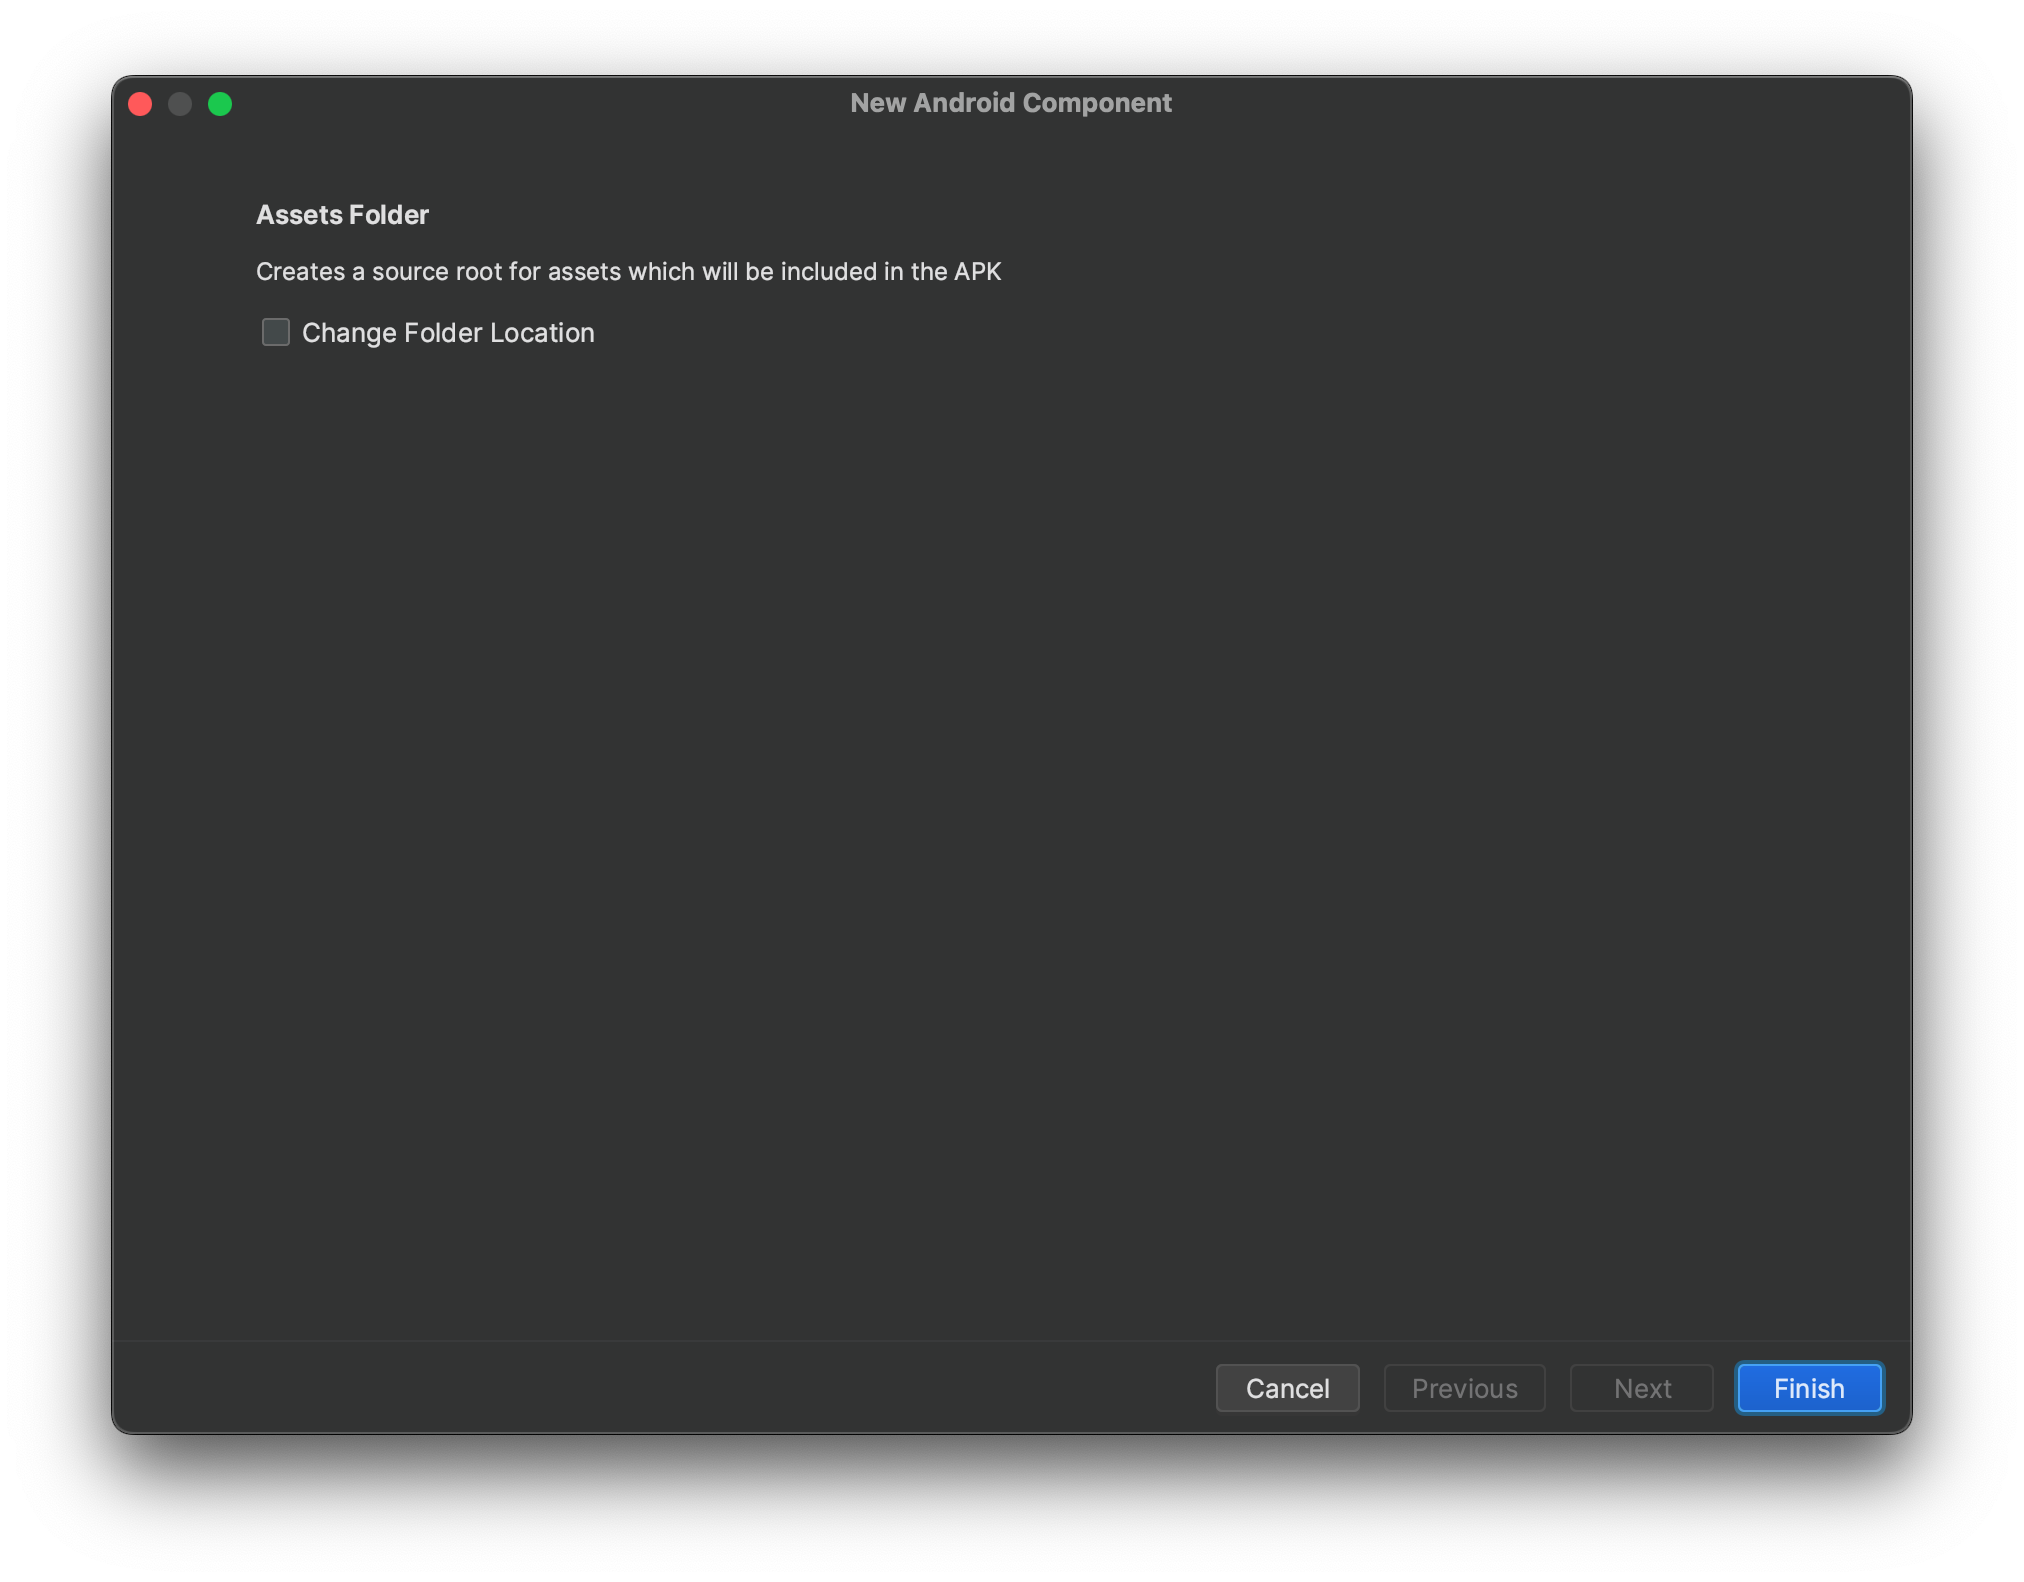 New Android Component
Assets Folder
Creates a source root for assets which will be included in the APK
Change Folder Location
Cancel
Previous
Next
Finish